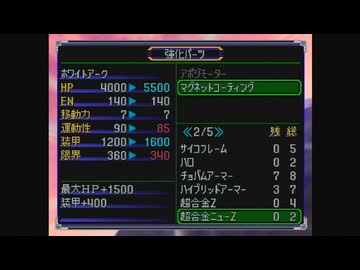 強化パーツ
ホワイトアーク
HP 4000▶5500
EN 140▶140
移動力 7▶7
運動性 90▶85
装甲 1200▶1600
限界 360▶340
最大HP+1500
装甲+400
アポジモーター
マグネットコーティング
≪2/5≫ 残 総
サイコフレーム 0 5
ハロ 0 2
チョバムアーマー 7 8
ハイブリッドアーマー 3 7
超合金Z 0 4
超合金ニューZ 0 2